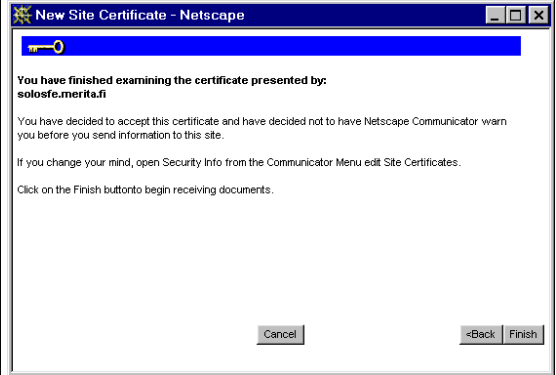 New Site Certificate - Netscape
You have finished examining the certificate presented by:
solosfe.merita.fi
You have decided to accept this certificate and have decided not to have Netscape Communicator warn
you before you send information to this site.
If you change your mind, open Security Info from the Communicator Menu edit Site Certificates.
Click on the Finish buttonto begin receiving documents.
Cancel
<Back Finish